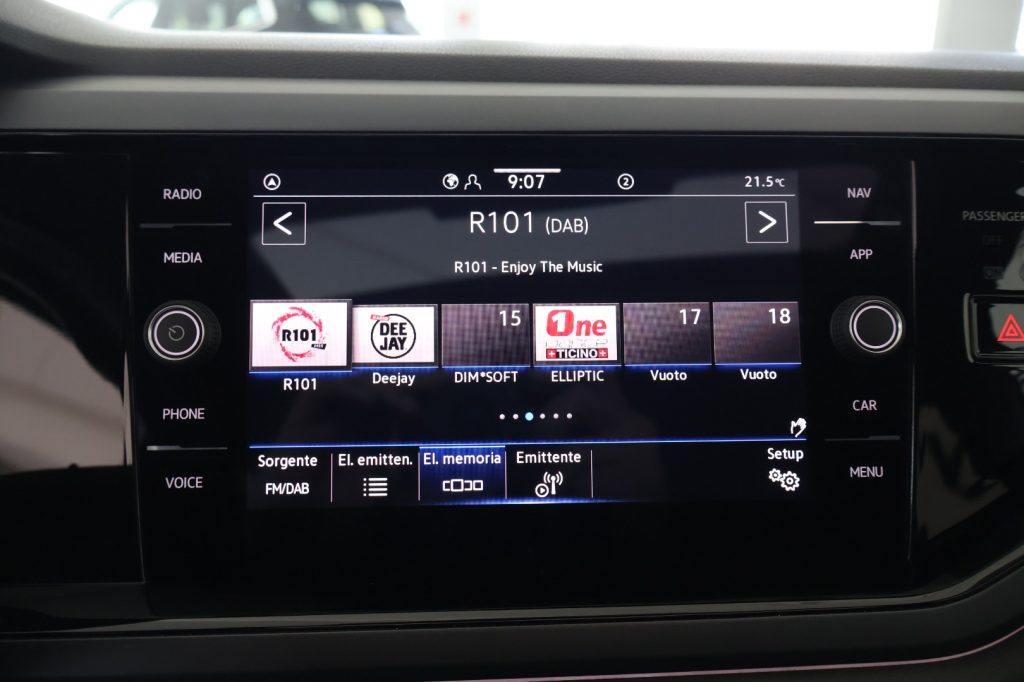 RADIO
MEDIA
PHONE
VOICE
9:07
2
21.5°C
R101 (DAB)
R101 - Enjoy The Music
R101
DEE
JAY
15
One
TICINO
17
18
R101
Deejay
DIM*SOFT
ELLIPTIC
Vuoto
Vuoto
Sorgente
FM/DAB
El. emitten.
El. memoria
Emittente
Setup
NAV
APP
CAR
MENU
PASSENGER
OFF